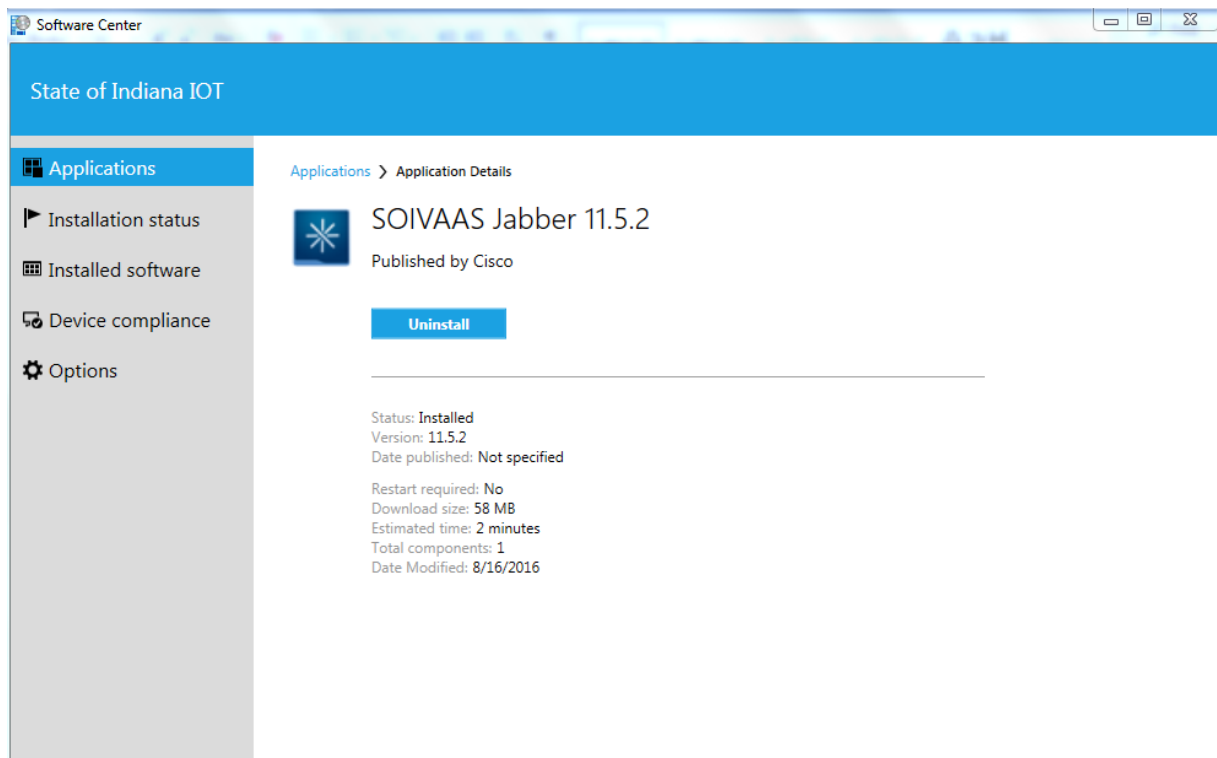 Software Center
State of Indiana IOT
Applications
Installation status
Installed software
Device compliance
Options
Applications ❯ Application Details
SOIVAAS Jabber 11.5.2
Published by Cisco
Uninstall
Status: Installed
Version: 11.5.2
Date published: Not specified
Restart required: No
Download size: 58 MB
Estimated time: 2 minutes
Total components: 1
Date Modified: 8/16/2016